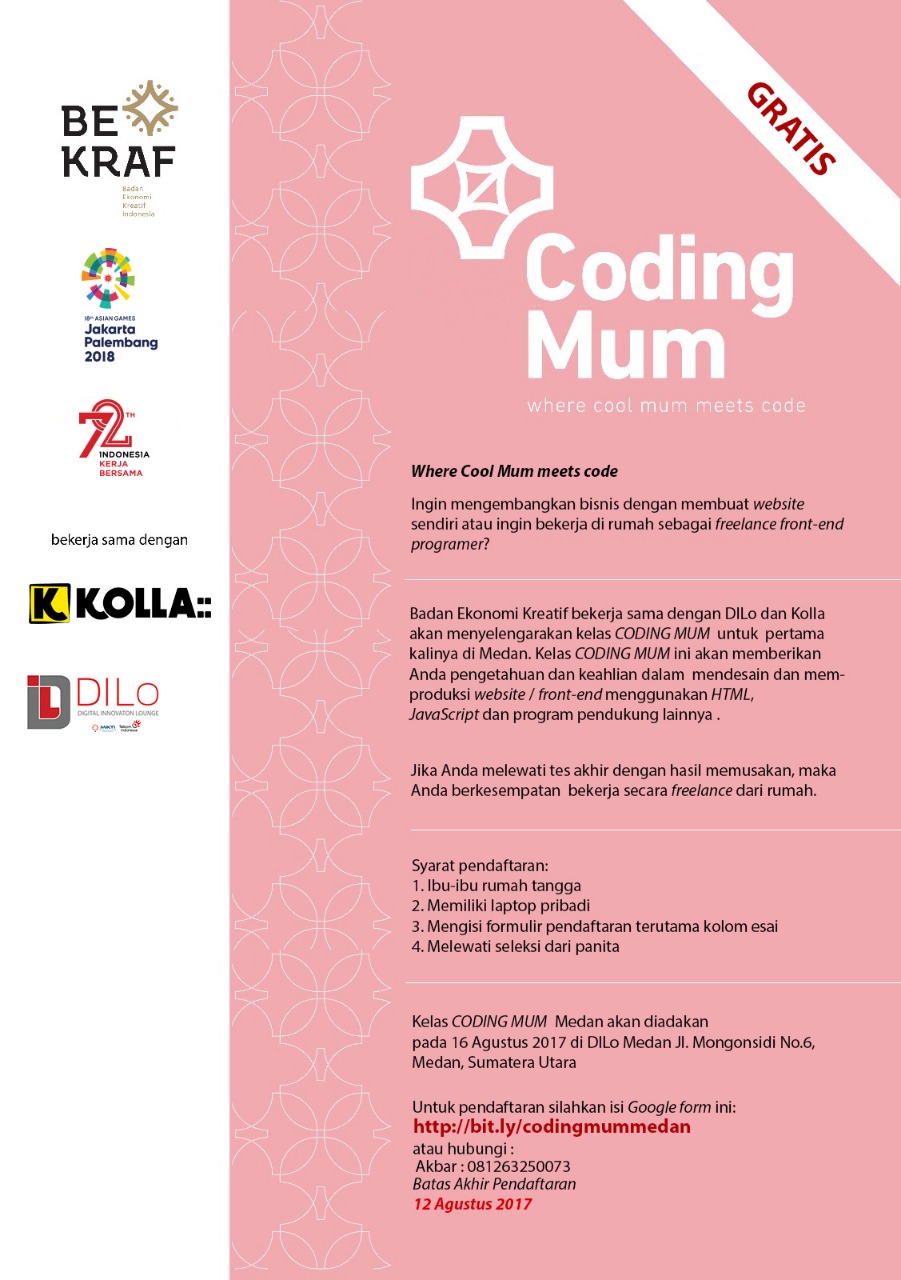 BE
KRAF
Badan
Ekonomi
Kreatif
Indonesia
18th ASIAN GAMES
Jakarta
Palembang
2018
72TH
INDONESIA
KERJA
BERSAMA
bekerja sama dengan
K KOLLA::
DILo
DIGITAL INNOVATON LOUNGE
MIKTI
Telkom
Indonesia
GRATIS
Coding
Mum
where cool mum meets code
Where Cool Mum meets code
Ingin mengembangkan bisnis dengan membuat website
sendiri atau ingin bekerja di rumah sebagai freelance front-end
programer?
Badan Ekonomi Kreatif bekerja sama dengan DILo dan Kolla
akan menyelengarakan kelas CODING MUM untuk pertama
kalinya di Medan. Kelas CODING MUM ini akan memberikan
Anda pengetahuan dan keahlian dalam mendesain dan mem-
produksi website / front-end menggunakan HTML,
JavaScript dan program pendukung lainnya .
Jika Anda melewati tes akhir dengan hasil memusakan, maka
Anda berkesempatan bekerja secara freelance dari rumah.
Syarat pendaftaran:
1. Ibu-ibu rumah tangga
2. Memiliki laptop pribadi
3. Mengisi formulir pendaftaran terutama kolom esai
4. Melewati seleksi dari panita
Kelas CODING MUM Medan akan diadakan
pada 16 Agustus 2017 di DILo Medan Jl. Mongonsidi No.6,
Medan, Sumatera Utara
Untuk pendaftaran silahkan isi Google form ini:
http://bit.ly/codingmummedan
atau hubungi :
Akbar : 081263250073
Batas Akhir Pendaftaran
12 Agustus 2017